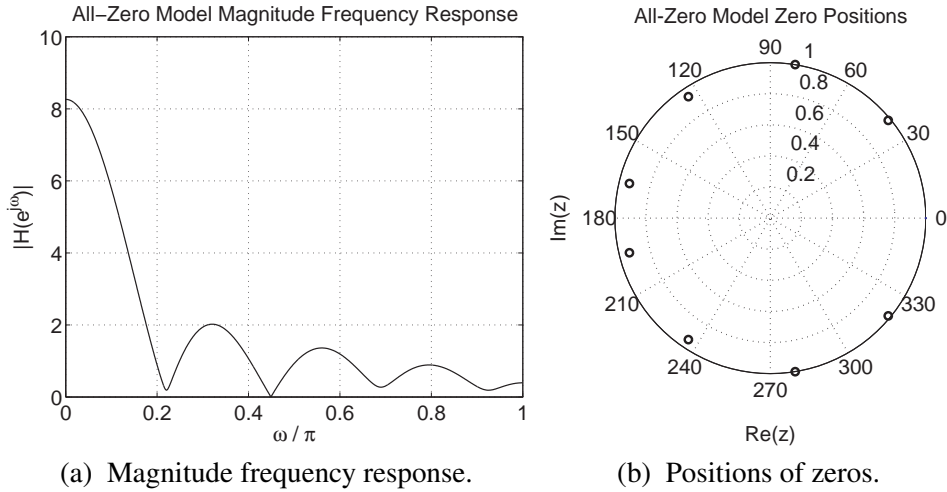 All–Zero Model Magnitude Frequency Response
10
8
6
4
2
0
0 0.2 0.4 0.6 0.8 1
|H(e^{jω})|
ω / π
(a) Magnitude frequency response.
All-Zero Model Zero Positions
90
1
120
60
0.8
0.6
150
30
0.4
0.2
180
0
210
330
240
300
270
Im(z)
Re(z)
(b) Positions of zeros.